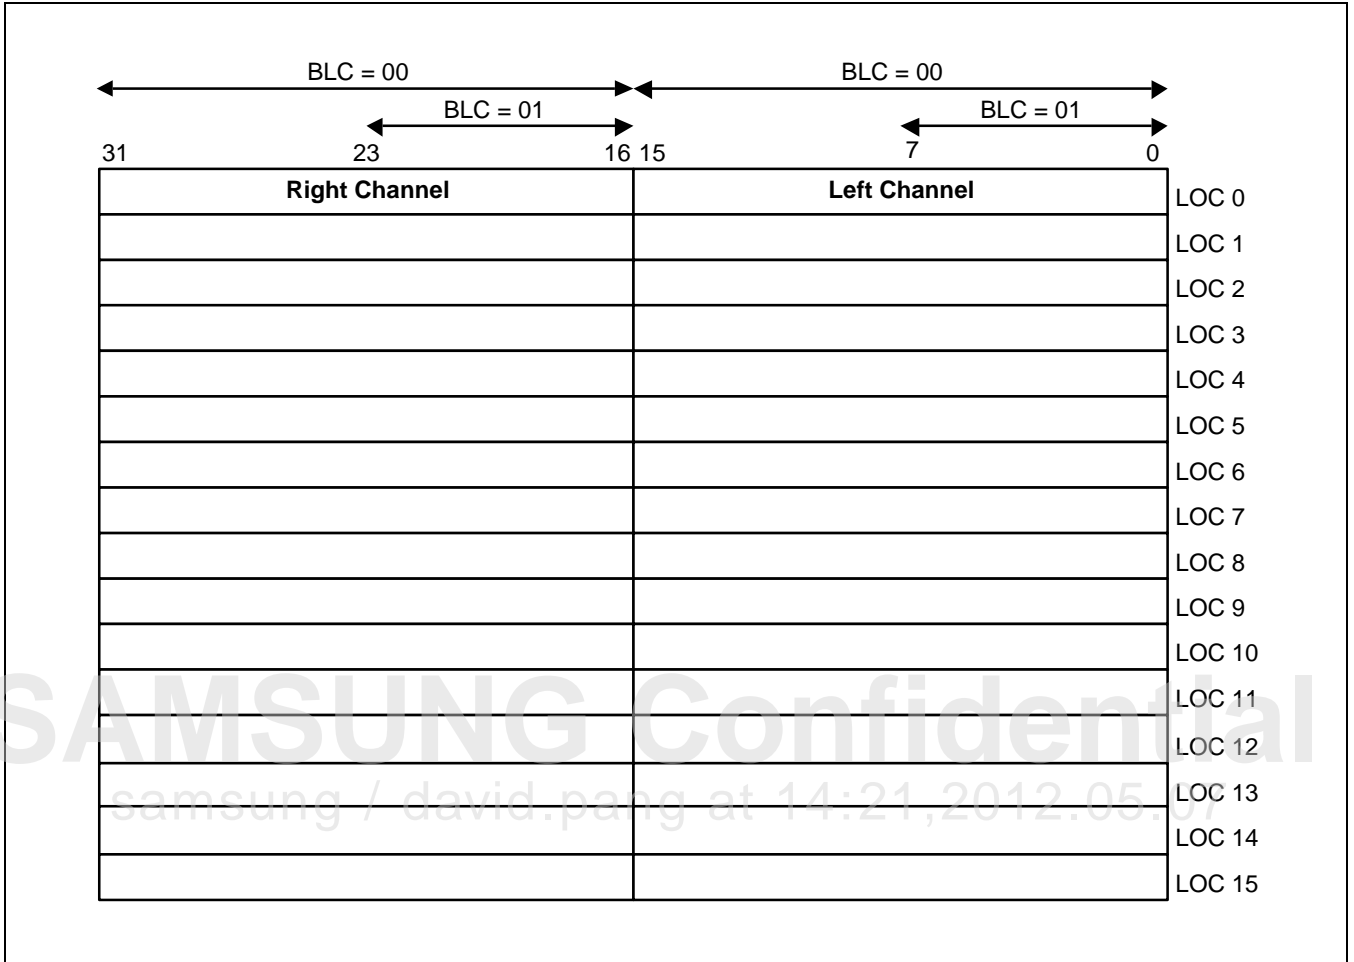 BLC = 00 BLC = 00
BLC = 01 BLC = 01
31 23 16 15 7 0
Right Channel Left Channel LOC 0
LOC 1
LOC 2
LOC 3
LOC 4
LOC 5
LOC 6
LOC 7
LOC 8
LOC 9
LOC 10
SAMSUNG Confidential
LOC 11
LOC 12
samsung / david.pang at 14:21,2012.05.07
LOC 13
LOC 14
LOC 15